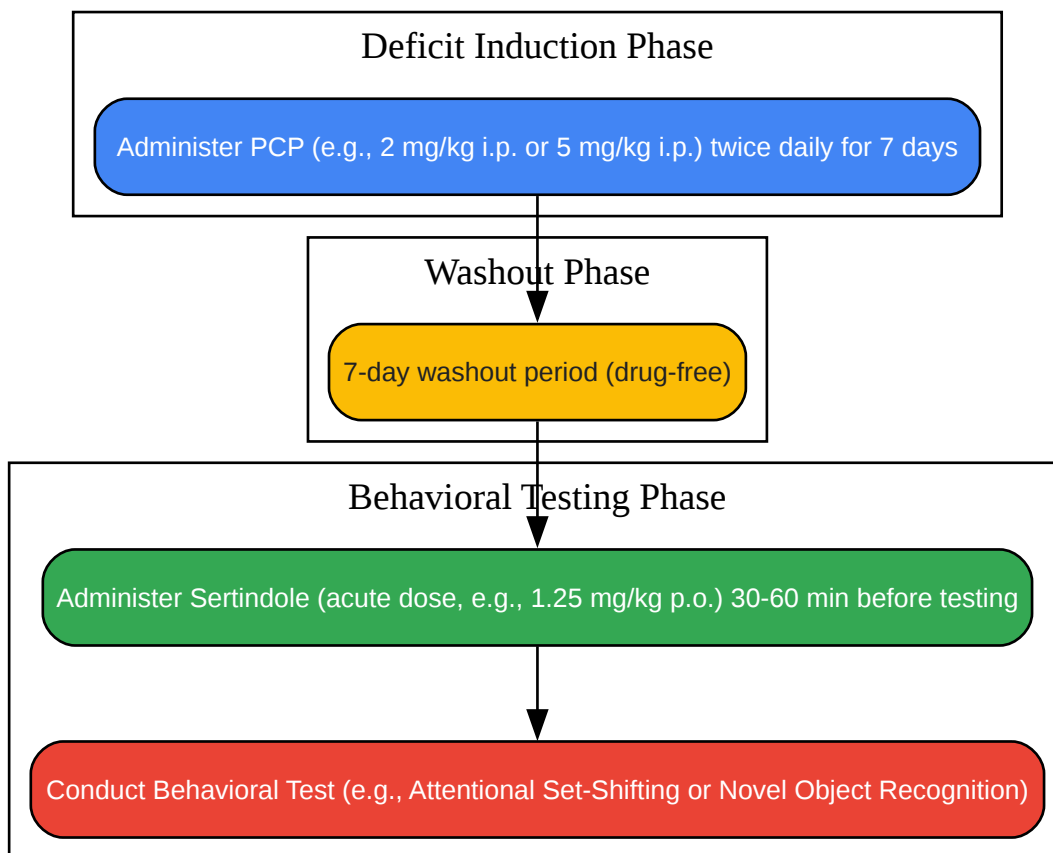 Deficit Induction Phase
Administer PCP (e.g., 2 mg/kg i.p. or 5 mg/kg i.p.) twice daily for 7 days
Washout Phase
7-day washout period (drug-free)
Behavioral Testing Phase
Administer Sertindole (acute dose, e.g., 1.25 mg/kg p.o.) 30-60 min before testing
Conduct Behavioral Test (e.g., Attentional Set-Shifting or Novel Object Recognition)